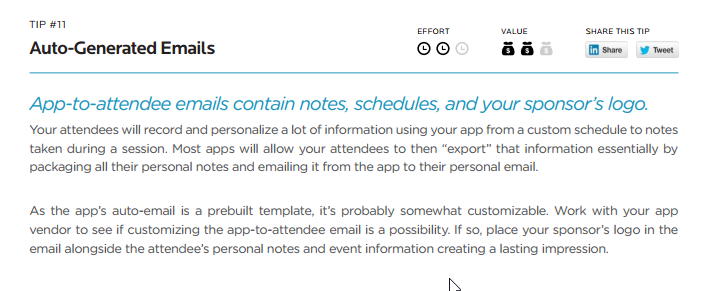 TIP #11
Auto-Generated Emails
EFFORT
VALUE
SHARE THIS TIP
$ $ $
in Share
Tweet
App-to-attendee emails contain notes, schedules, and your sponsor's logo.
Your attendees will record and personalize a lot of information using your app from a custom schedule to notes
taken during a session. Most apps will allow your attendees to then "export" that information essentially by
packaging all their personal notes and emailing it from the app to their personal email.
As the app's auto-email is a prebuilt template, it's probably somewhat customizable. Work with your app
vendor to see if customizing the app-to-attendee email is a possibility. If so, place your sponsor's logo in the
email alongside the attendee's personal notes and event information creating a lasting impression.